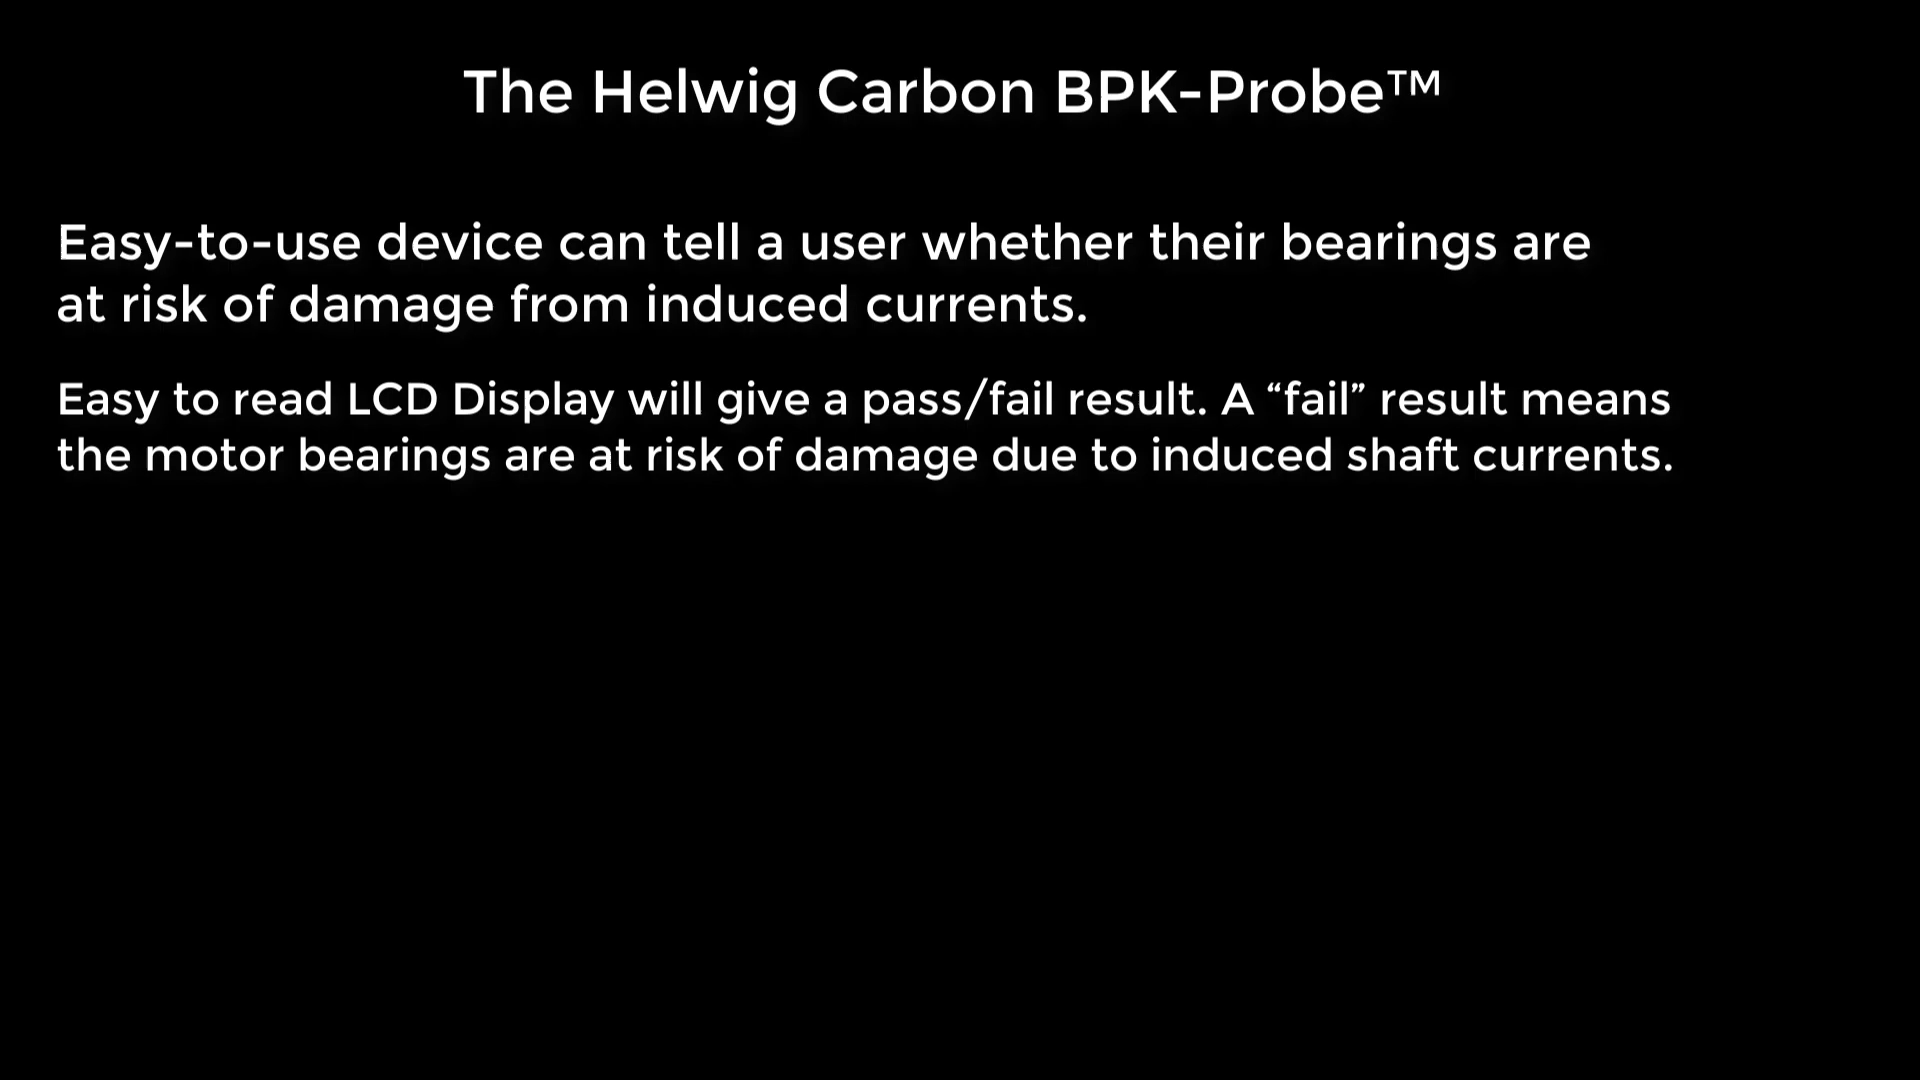 The Helwig Carbon BPK-Probe™
Easy-to-use device can tell a user whether their bearings are
at risk of damage from induced currents.
Easy to read LCD Display will give a pass/fail result. A “fail” result means
the motor bearings are at risk of damage due to induced shaft currents.